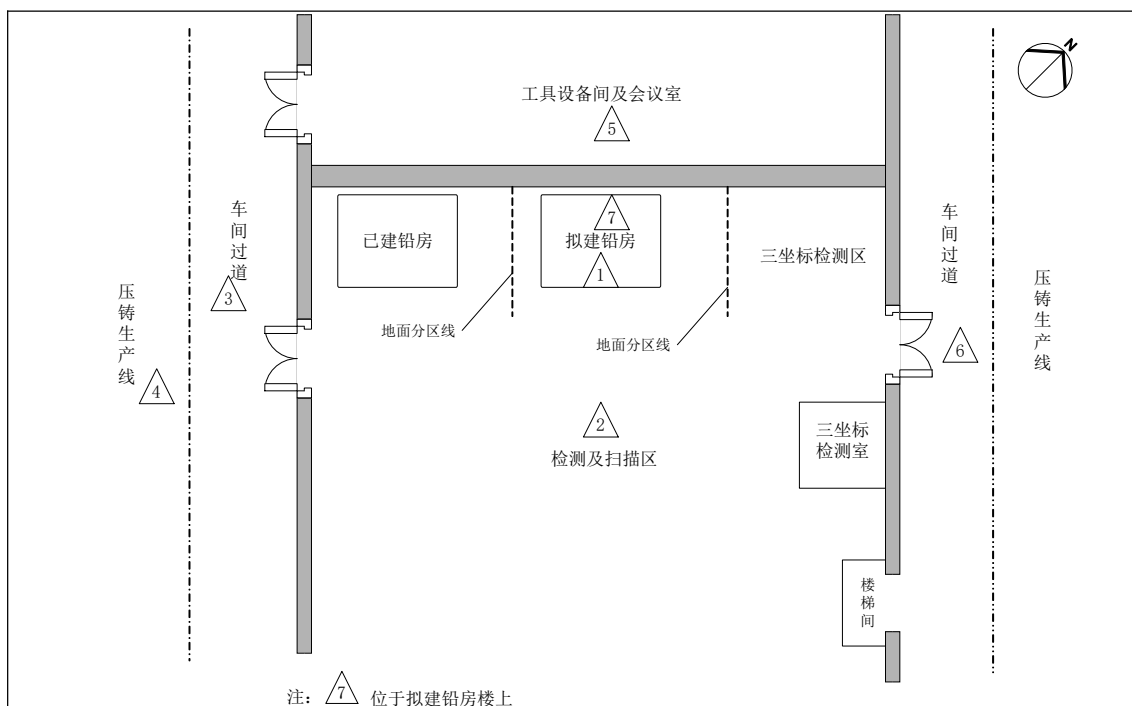 N
工具设备间及会议室
5
车间过道
3
压铸生产线
4
已建铅房
7
拟建铅房
1
三坐标检测区
地面分区线
地面分区线
车间过道
6
压铸生产线
2
检测及扫描区
三坐标
检测室
楼梯间
注: 7 位于拟建铅房楼上